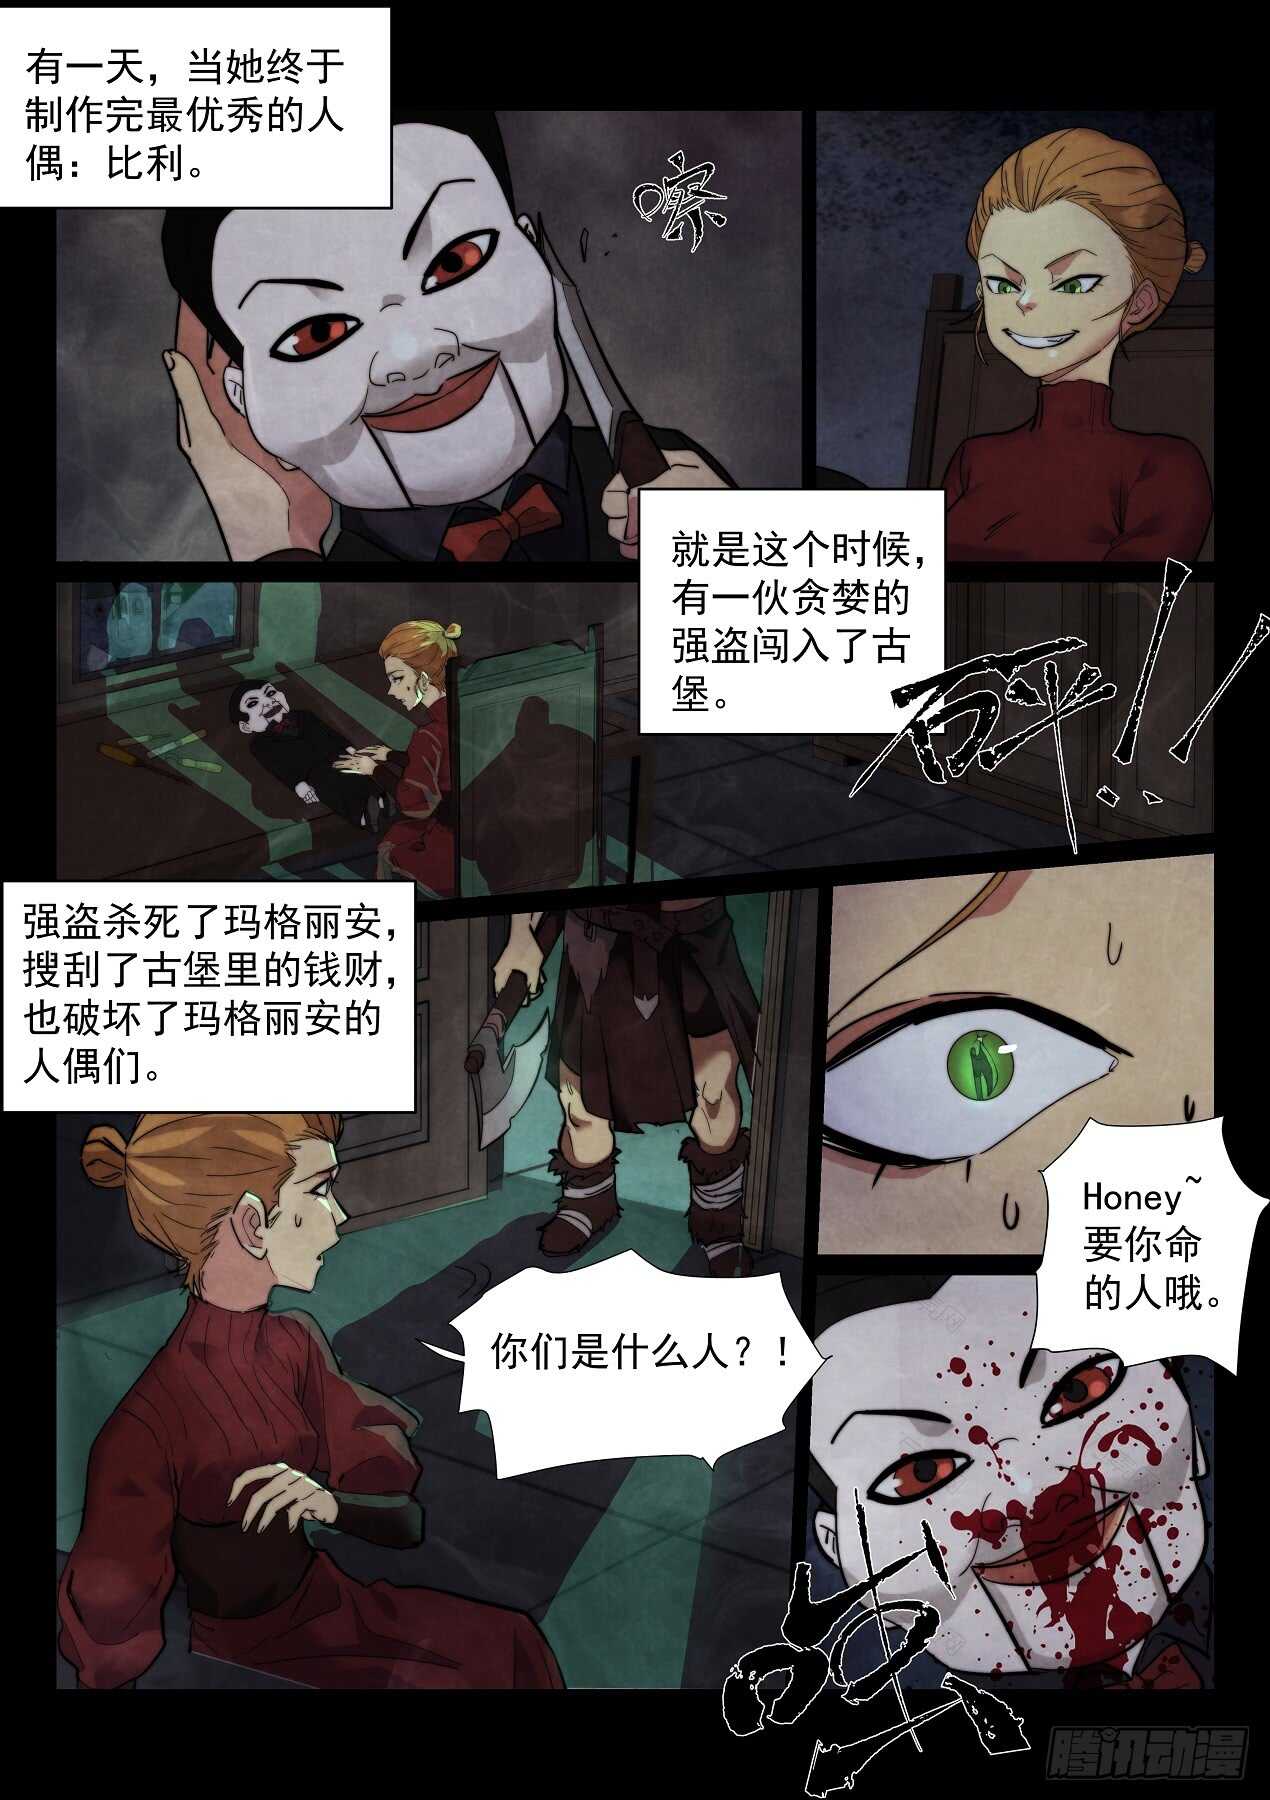 有一天，当她终于
制作完最优秀的人
偶：比利。
嚓
就是这个时候，
有一伙贪婪的
强盗闯入了古
堡。
砰！！
强盗杀死了玛格丽安，
搜刮了古堡里的钱财，
也破坏了玛格丽安的
人偶们。
Honey~
要你命
的人哦。
你们是什么人？！
腾讯动漫